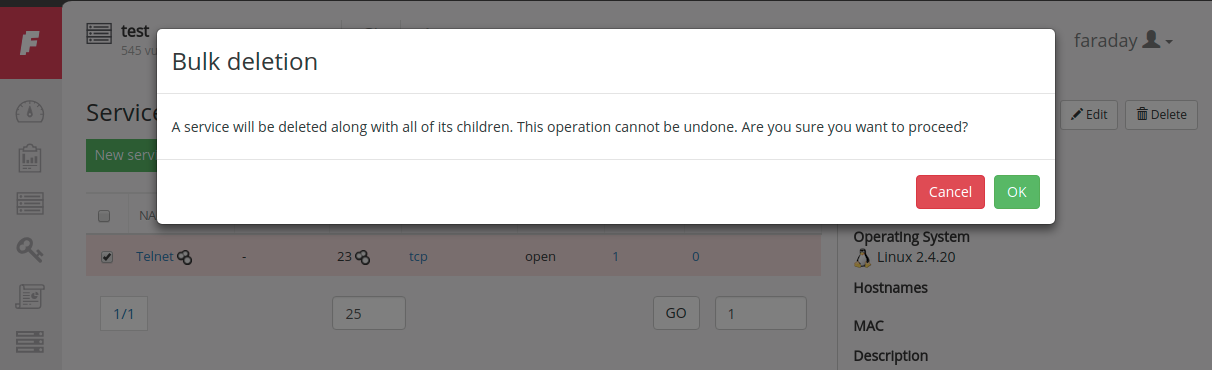 F
test
545 vu
faraday
Bulk deletion
A service will be deleted along with all of its children. This operation cannot be undone. Are you sure you want to proceed?
Cancel
OK
Service
Edit
Delete
New serv
NA
Telnet - 23 tcp open 1 0
1/1 25 GO 1
Operating System
Linux 2.4.20
Hostnames
MAC
Description